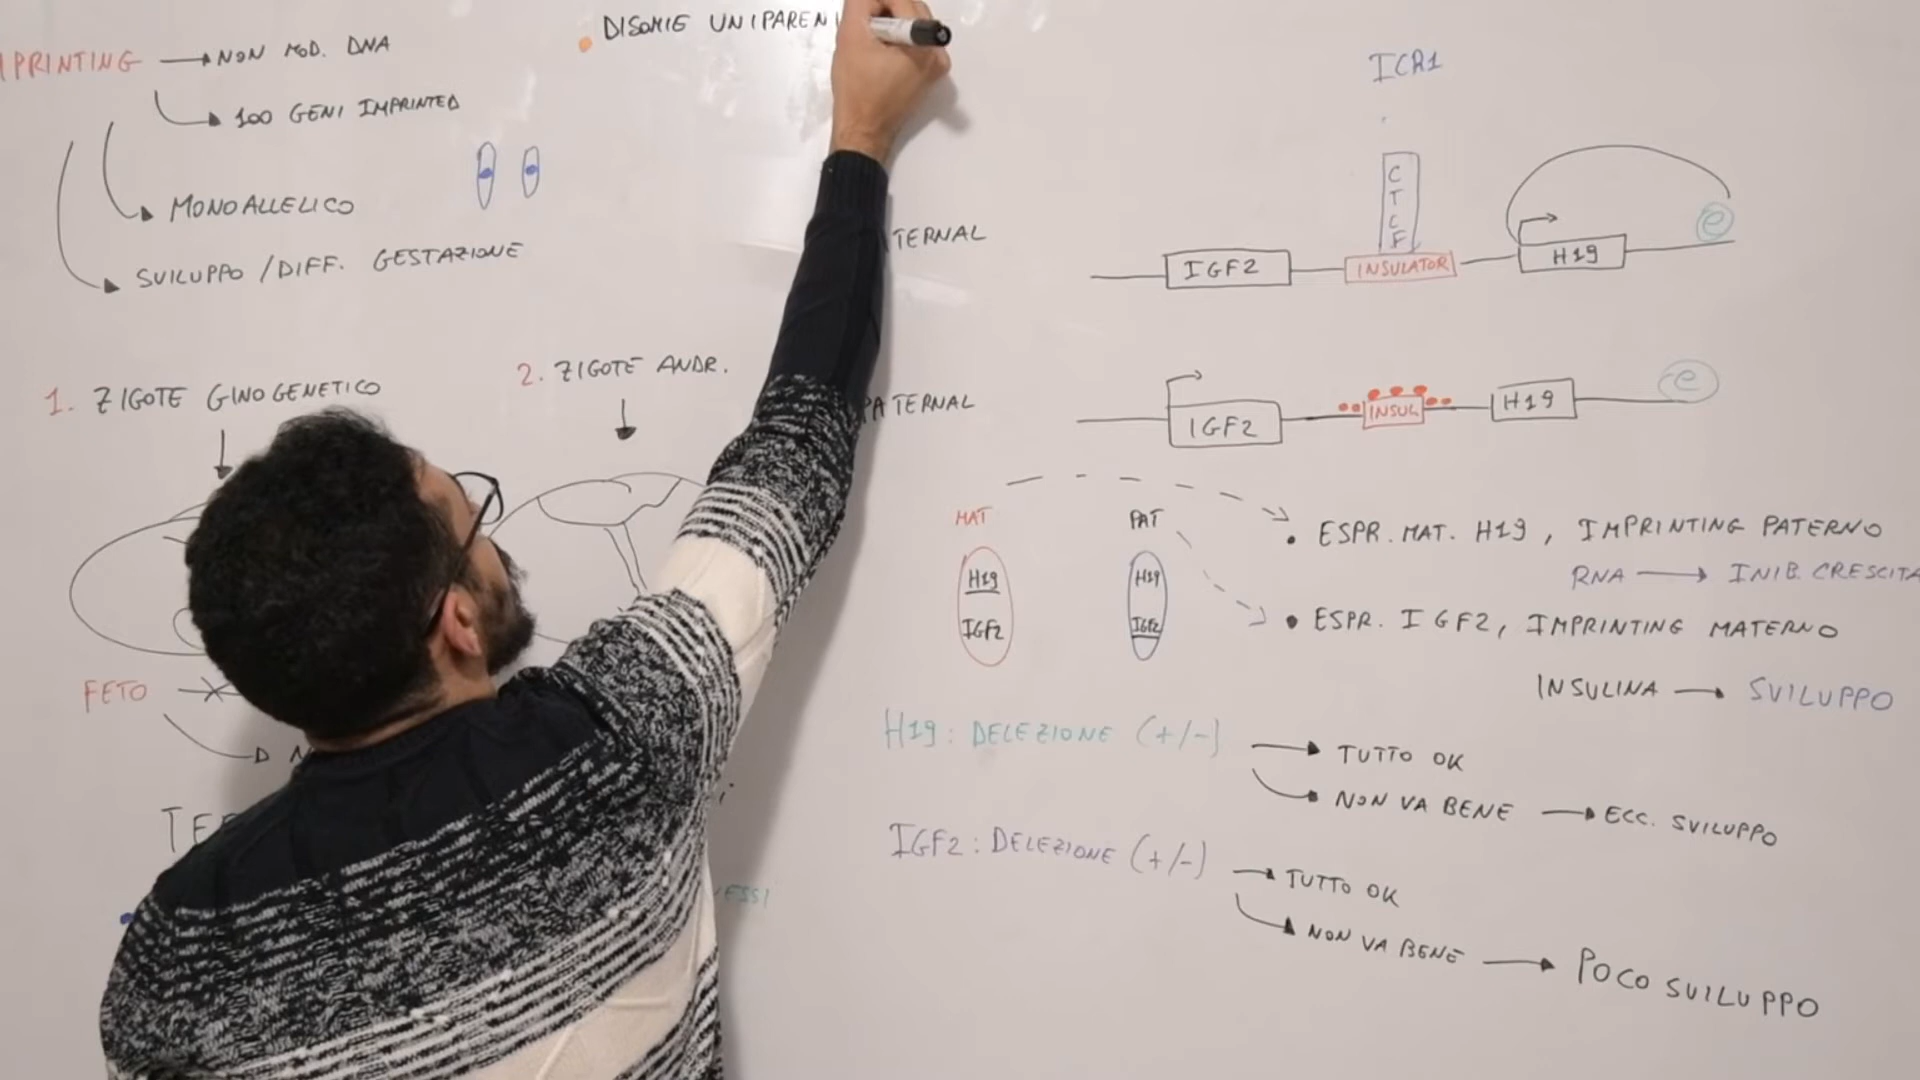 DISOMIE
NON MOD. DNA
100 GENI IMPRINTED
MONOALLELICO
SVILUPPO / DIFF. GESTAZIONE
1. ZIGOTE GINOGENETICO
2. ZIGOTE ANDR.
FETO
ICR1
CTCF
IGF2 INSULATOR H19 e
PATERNAL
IGF2 INSUL H19 e
MAT PAT
H19 H19
IGF2 IGF2
• ESPR. MAT. H19, IMPRINTING PATERNO
RNA → INIB. CRESCITA
• ESPR. IGF2, IMPRINTING MATERNO
INSULINA → SVILUPPO
H19: DELEZIONE (+/-) → TUTTO OK
→ NON VA BENE → ECC. SVILUPPO
IGF2: DELEZIONE (+/-) → TUTTO OK
→ NON VA BENE → POCO SVILUPPO